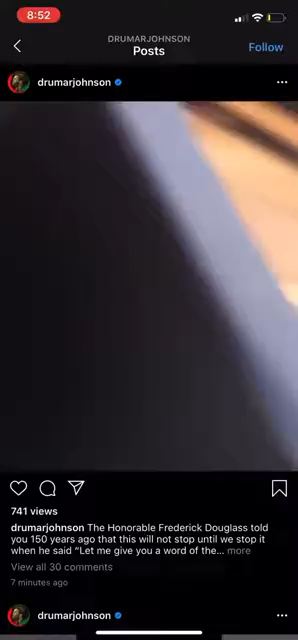 8:52
DRUMARJOHNSON
Posts
Follow
drumarjohnson
741 views
drumarjohnson The Honorable Frederick Douglass told
you 150 years ago that this will not stop until we stop it
when he said “Let me give you a word of the... more
View all 30 comments
7 minutes ago
drumarjohnson